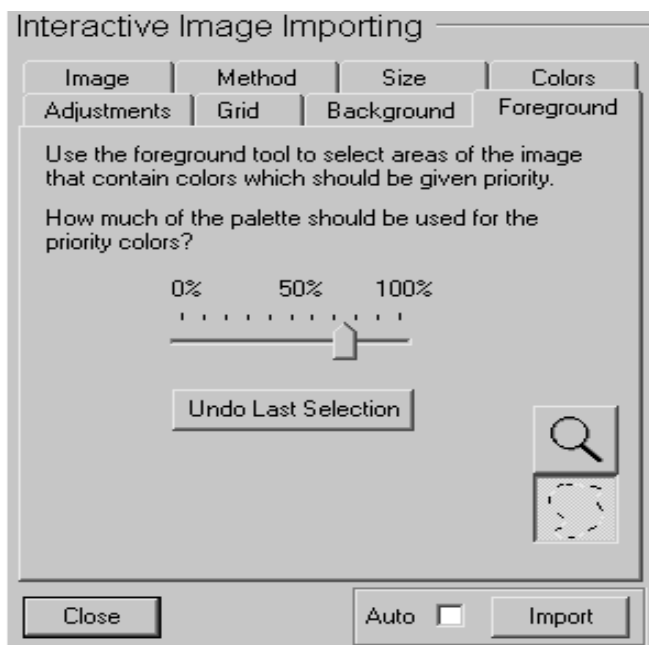 Interactive Image Importing
Image Method Size Colors
Adjustments Grid Background Foreground
Use the foreground tool to select areas of the image
that contain colors which should be given priority.
How much of the palette should be used for the
priority colors?
0% 50% 100%
Undo Last Selection
Close Auto Import